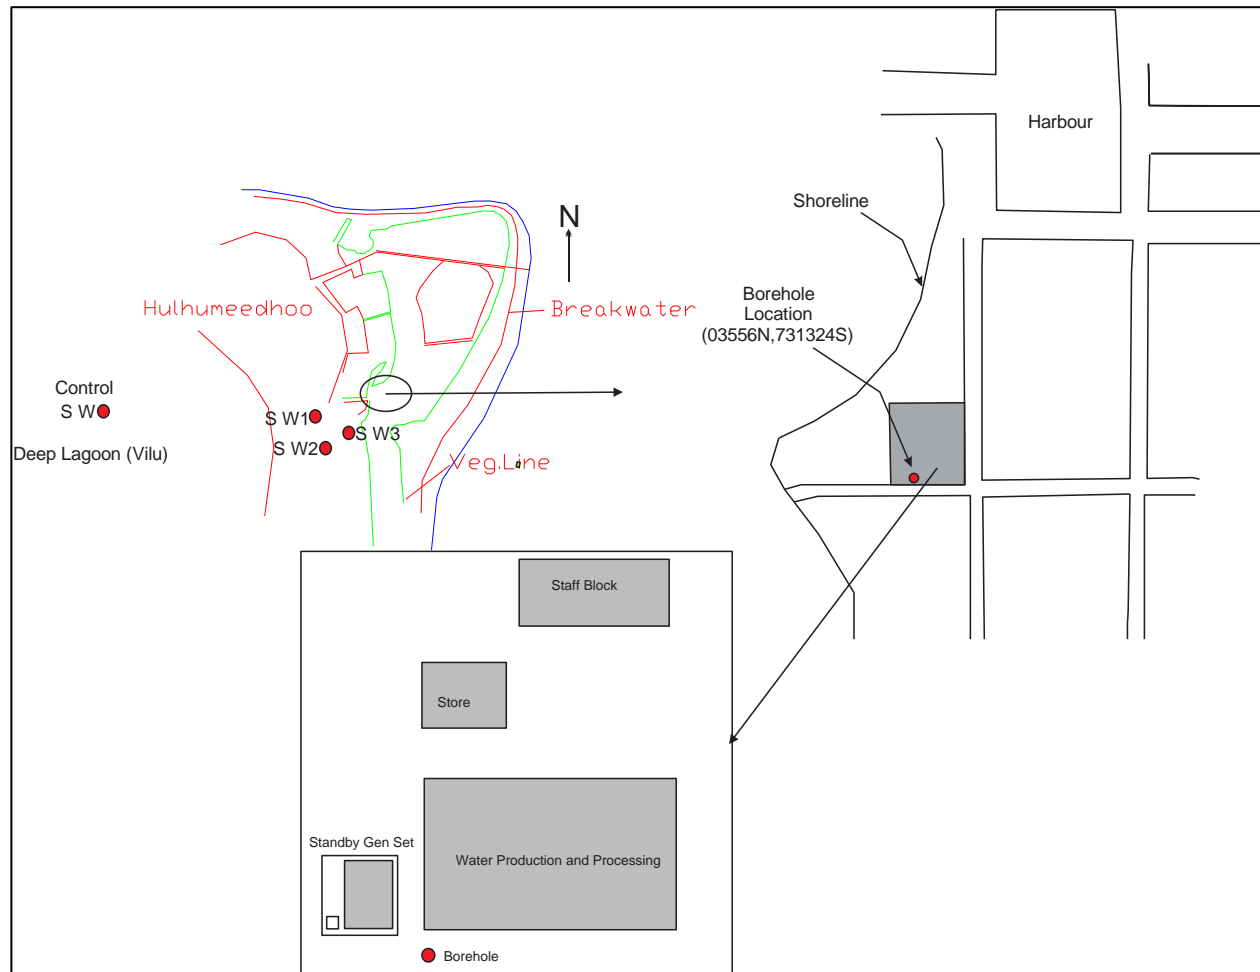 Harbour
N
Shoreline
Borehole
Location
(03556N,731324S)
Hulhumeedhoo
Breakwater
Control
S W
S W1
S W2
S W3
Deep Lagoon (Vilu)
Veg.Line
Staff Block
Store
Standby Gen Set
Water Production and Processing
Borehole